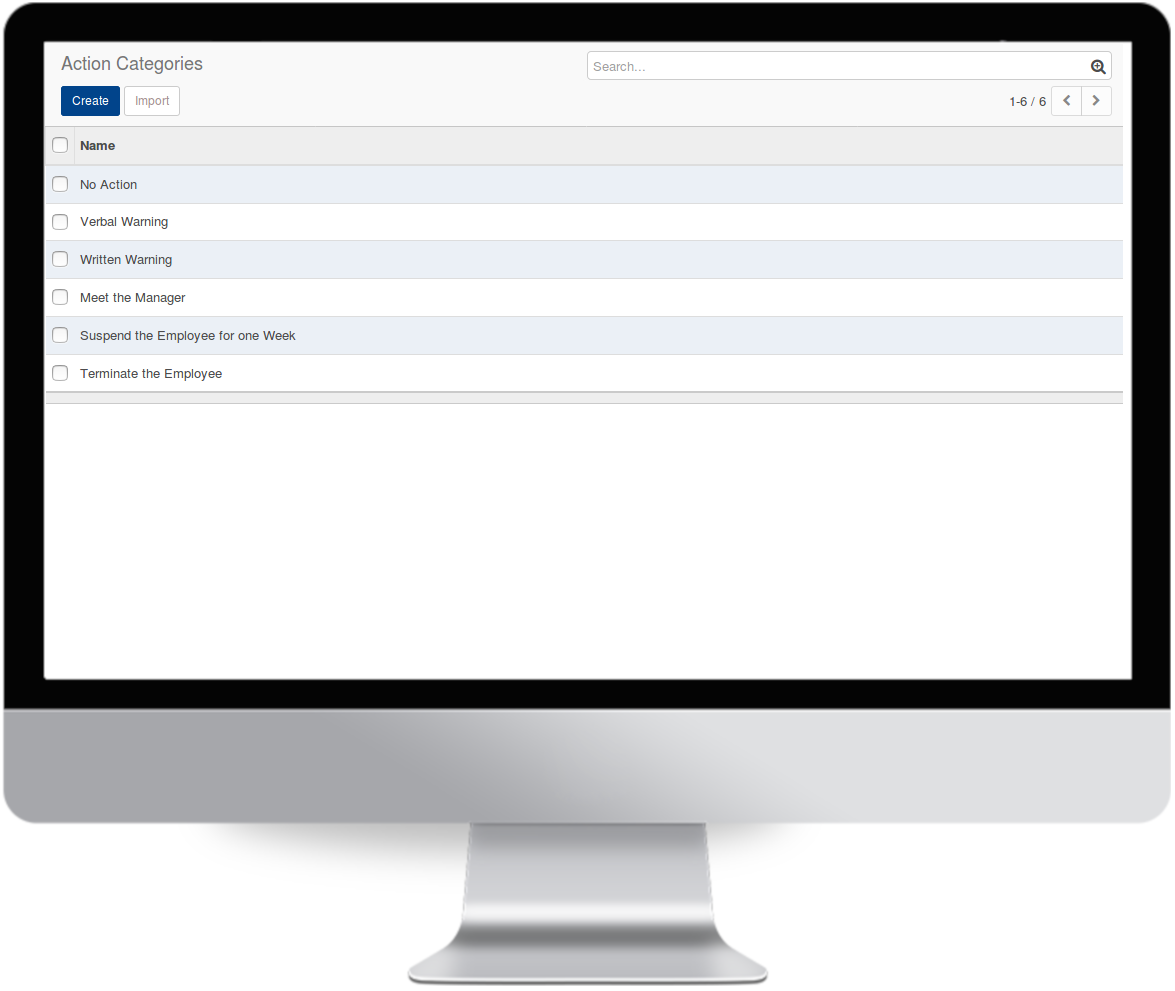 Action Categories
Search...
Create Import
1-6 / 6
Name
No Action
Verbal Warning
Written Warning
Meet the Manager
Suspend the Employee for one Week
Terminate the Employee